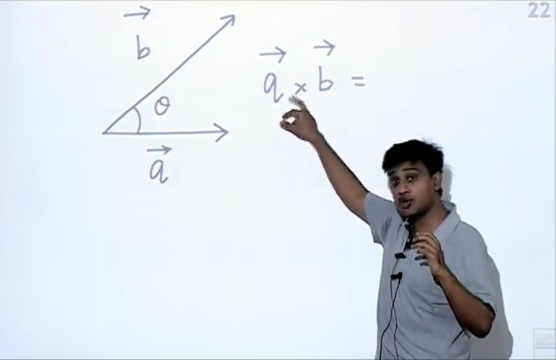 22
b⃗
a⃗ × b⃗ =
θ
a⃗